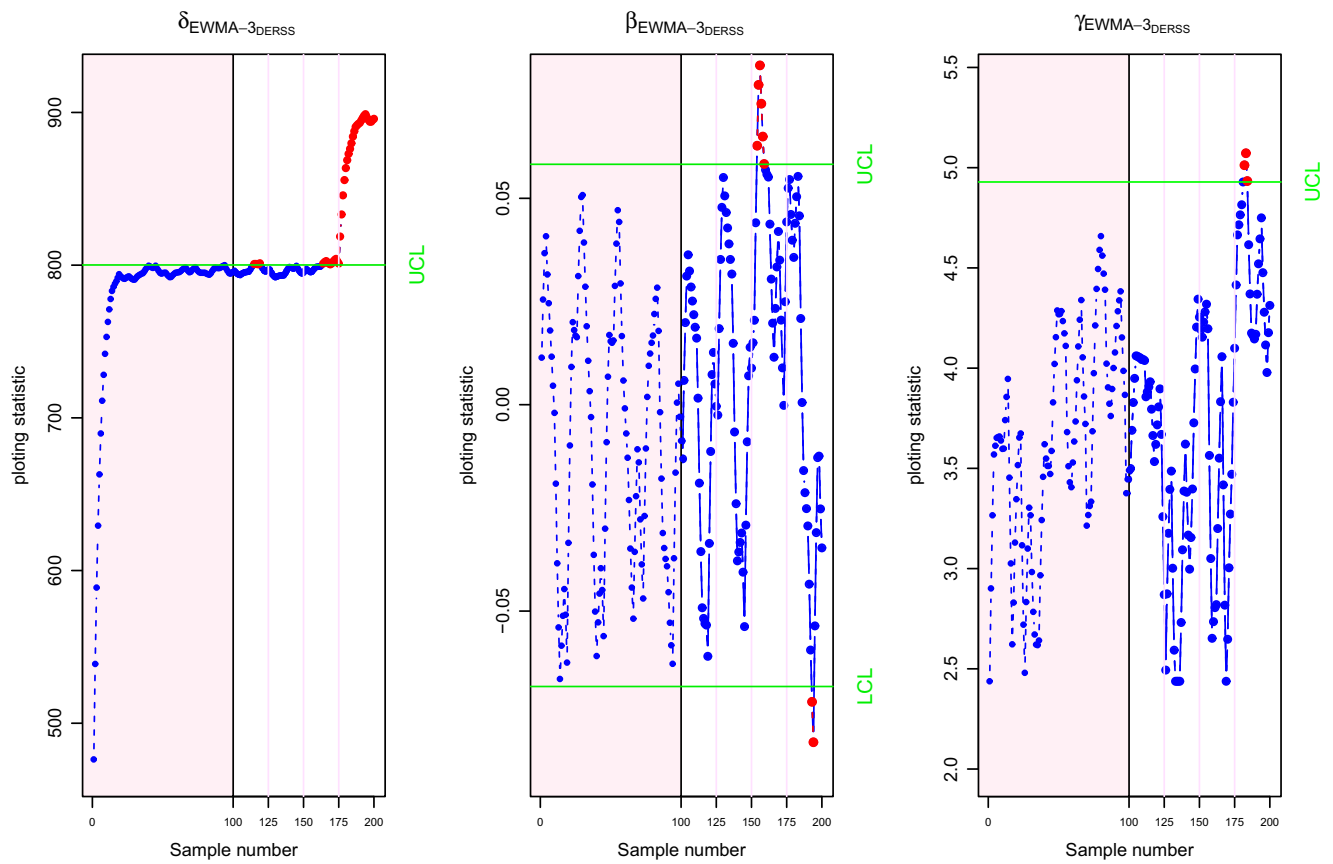 δEWMA−3DERSS
ploting statistic
900
800
700
600
500
UCL
0
100
125
150
175
200
Sample number
βEWMA−3DERSS
ploting statistic
0.05
0.00
−0.05
UCL
LCL
0
100
125
150
175
200
Sample number
γEWMA−3DERSS
ploting statistic
5.5
5.0
4.5
4.0
3.5
3.0
2.5
2.0
UCL
0
100
125
150
175
200
Sample number